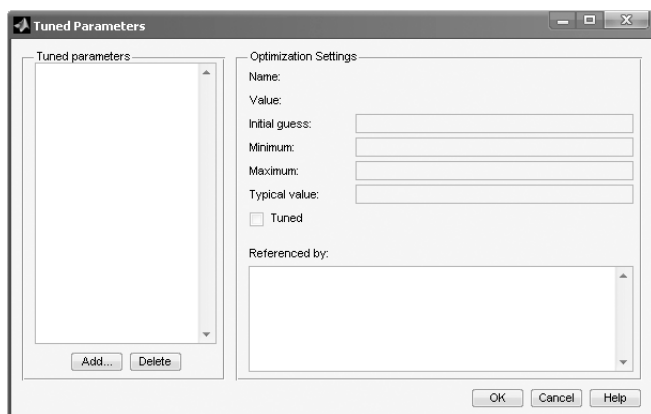 Tuned Parameters
Tuned parameters
Add...
Delete
Optimization Settings
Name:
Value:
Initial guess:
Minimum:
Maximum:
Typical value:
Tuned
Referenced by:
OK
Cancel
Help